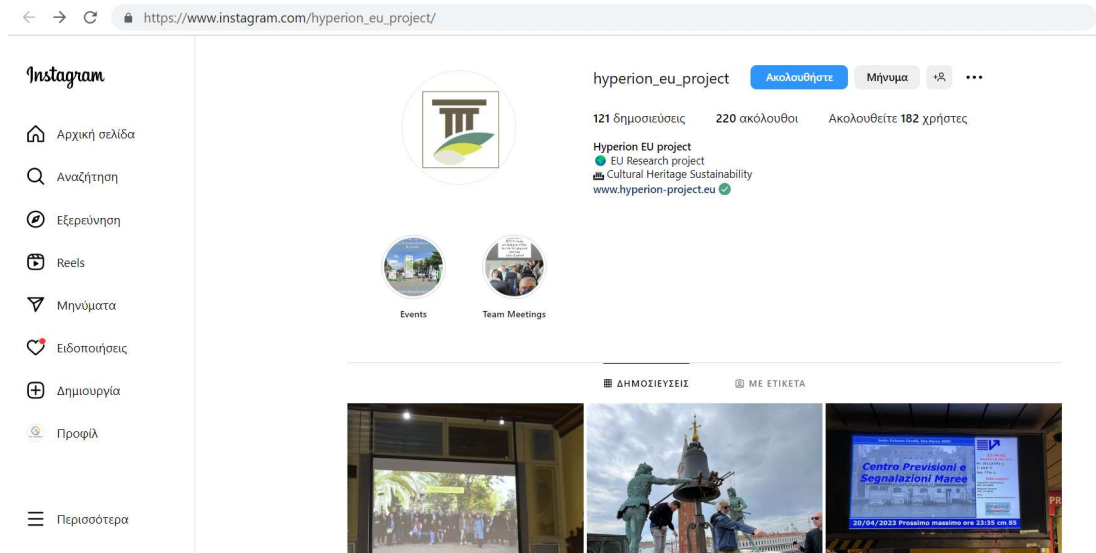 https://www.instagram.com/hyperion_eu_project/
Instagram
Αρχική σελίδα
Αναζήτηση
Εξερεύνηση
Reels
Μηνύματα
Ειδοποιήσεις
Δημιουργία
Προφίλ
Περισσότερα
hyperion_eu_project Ακολουθήστε Μήνυμα
121 δημοσιεύσεις 220 ακόλουθοι Ακολουθείτε 182 χρήστες
Hyperion EU project
EU Research project
Cultural Heritage Sustainability
www.hyperion-project.eu
Events Team Meetings
ΔΗΜΟΣΙΕΥΣΕΙΣ ΜΕ ΕΤΙΚΕΤΑ
Centro Previsioni e
Segnalazioni Maree
20/04/2023 Prossimo massimo ore 23:35 cm 85